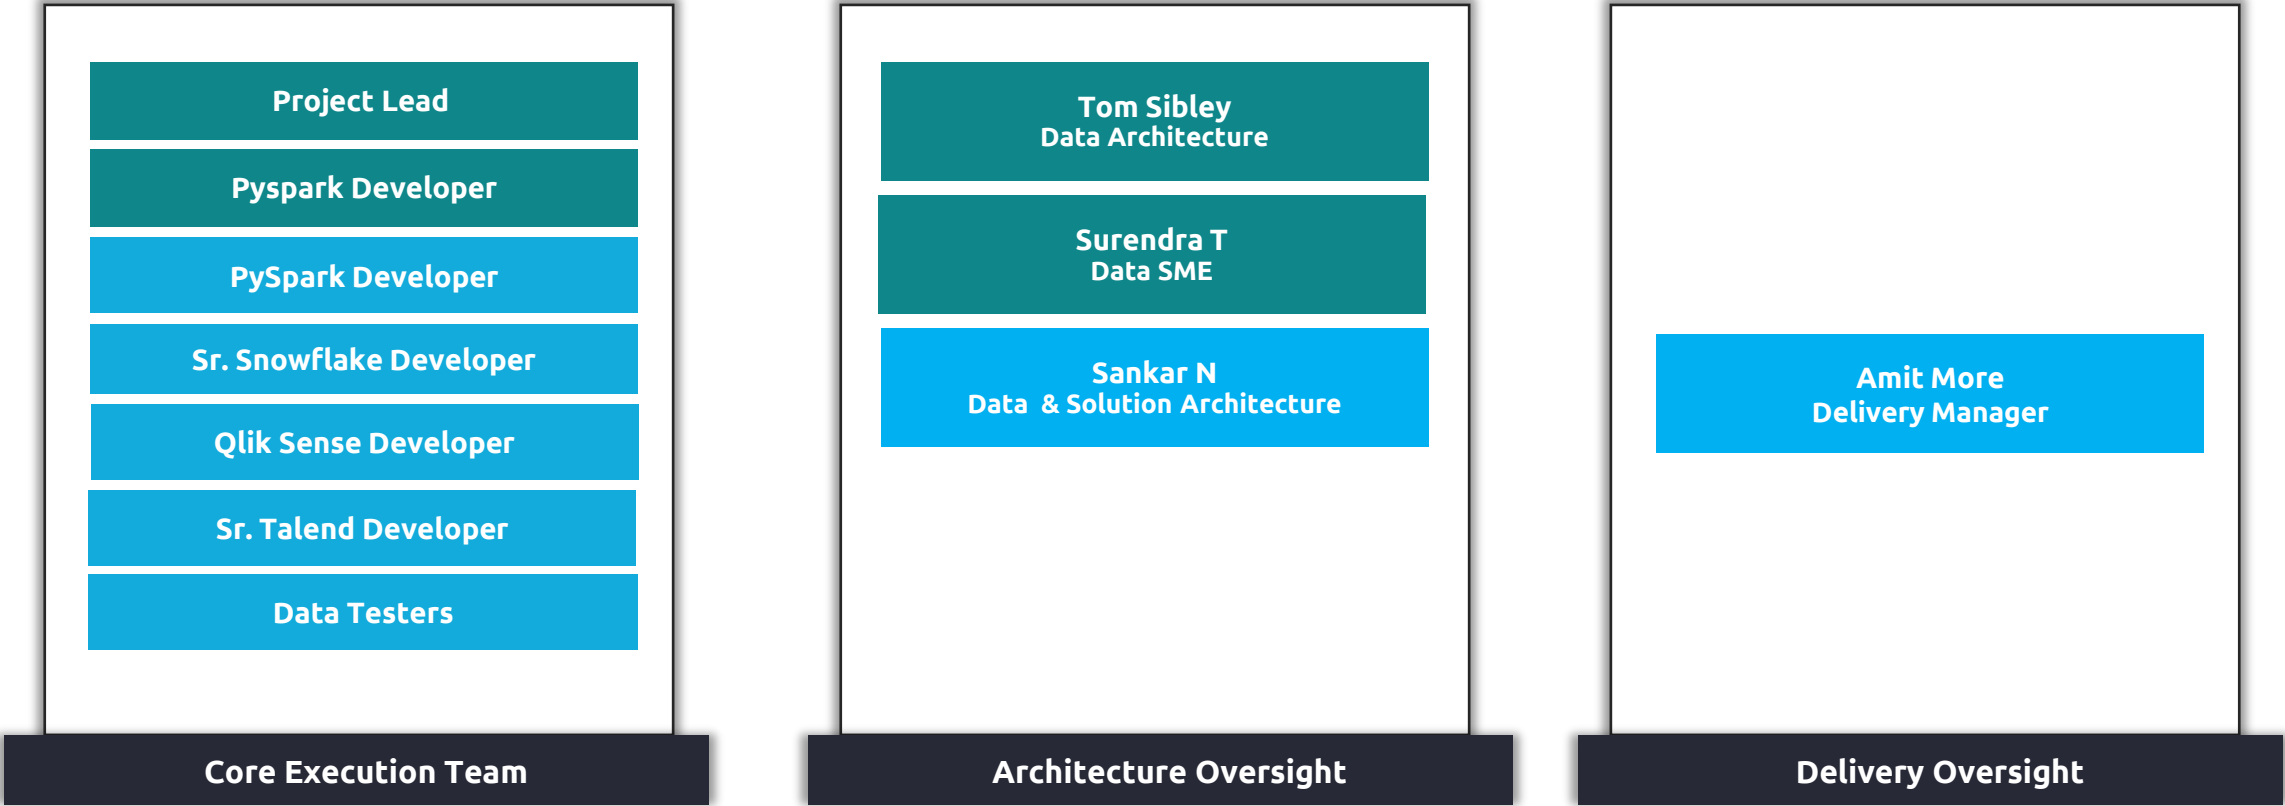 Project Lead
Pyspark Developer
PySpark Developer
Sr. Snowflake Developer
Qlik Sense Developer
Sr. Talend Developer
Data Testers
Core Execution Team
Tom Sibley
Data Architecture
Surendra T
Data SME
Sankar N
Data  & Solution Architecture
Architecture Oversight
Amit More
Delivery Manager
Delivery Oversight